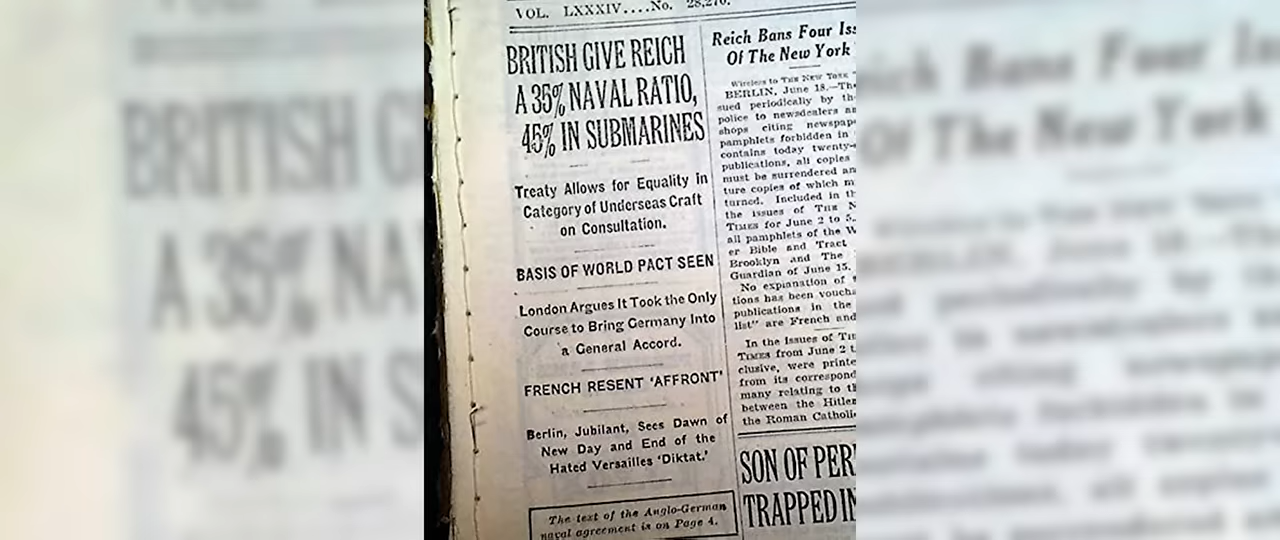 VOL. LXXXIV....No. 28,270.
BRITISH GIVE REICH
A 35% NAVAL RATIO,
45% IN SUBMARINES
Treaty Allows for Equality in
Category of Underseas Craft
on Consultation.
BASIS OF WORLD PACT SEEN
London Argues It Took the Only
Course to Bring Germany Into
a General Accord.
FRENCH RESENT 'AFFRONT'
Berlin, Jubilant, Sees Dawn of
New Day and End of the
Hated Versailles 'Diktat.'
The text of the Anglo-German
naval agreement is on Page 4.
Reich Bans Four Iss
Of The New York
Wireless to THE NEW YORK
BERLIN, June 18.—The
sued periodically by th
police to newsdealers an
shops citing newspap
pamphlets forbidden in
contains today twenty-
publications, all copies
must be surrendered an
ture copies of which m
turned. Included in th
the issues of THE N
TIMES for June 2 to 5,
all pamphlets of the W
er Bible and Tract
Brooklyn and The
Guardian of June 15.
No explanation of
tions has been voucha
publications in the
list" are French and
In the issues of TH
TIMES from June 2 t
clusive, were printe
from its correspond
many relating to th
between the Hitler
the Roman Catholi
SON OF PER
TRAPPED IN